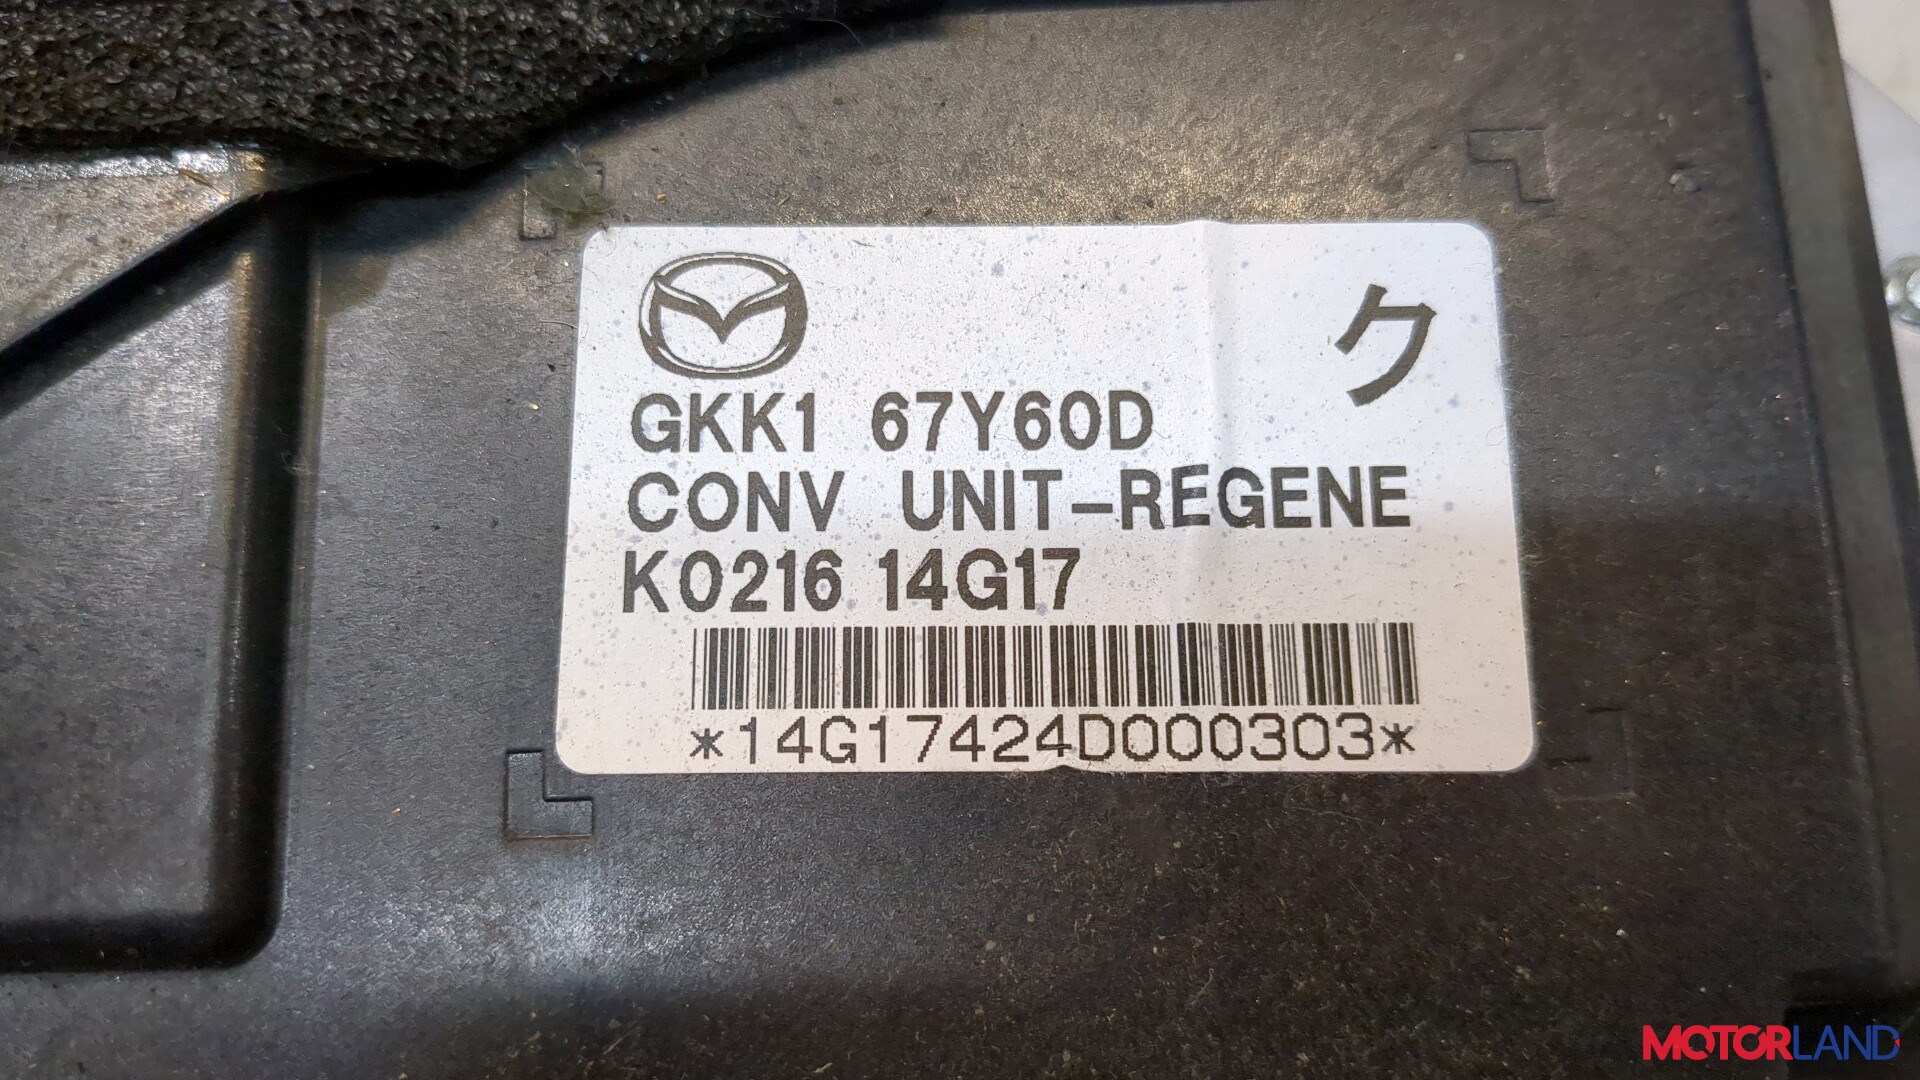 ク
GKK1 67Y60D
CONV UNIT-REGENE
K0216 14G17
*14G17424D000303*
MOTORLAND